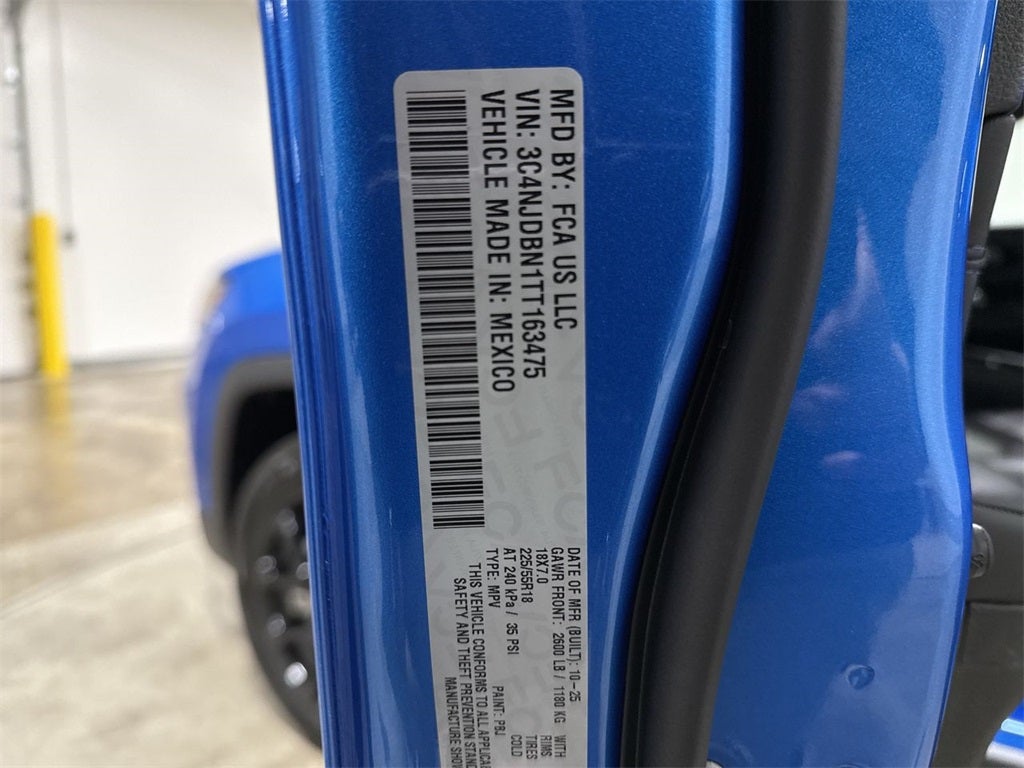 MFD BY: FCA US LLC
VIN: 3C4NJDBN1TT163475
VEHICLE MADE IN: MEXICO
DATE OF MFR (BUILT): 10-25
GAWR FRONT: 2600 LB / 1180 KG WITH
18X7.0 RIMS
225/55R18 TIRES
AT 240 kPa / 35 PSI COLD
TYPE: MPV PAINT: PBJ
THIS VEHICLE CONFORMS TO ALL APPLICA
SAFETY AND THEFT PREVENTION STAND
MANUFACTURE SHOW